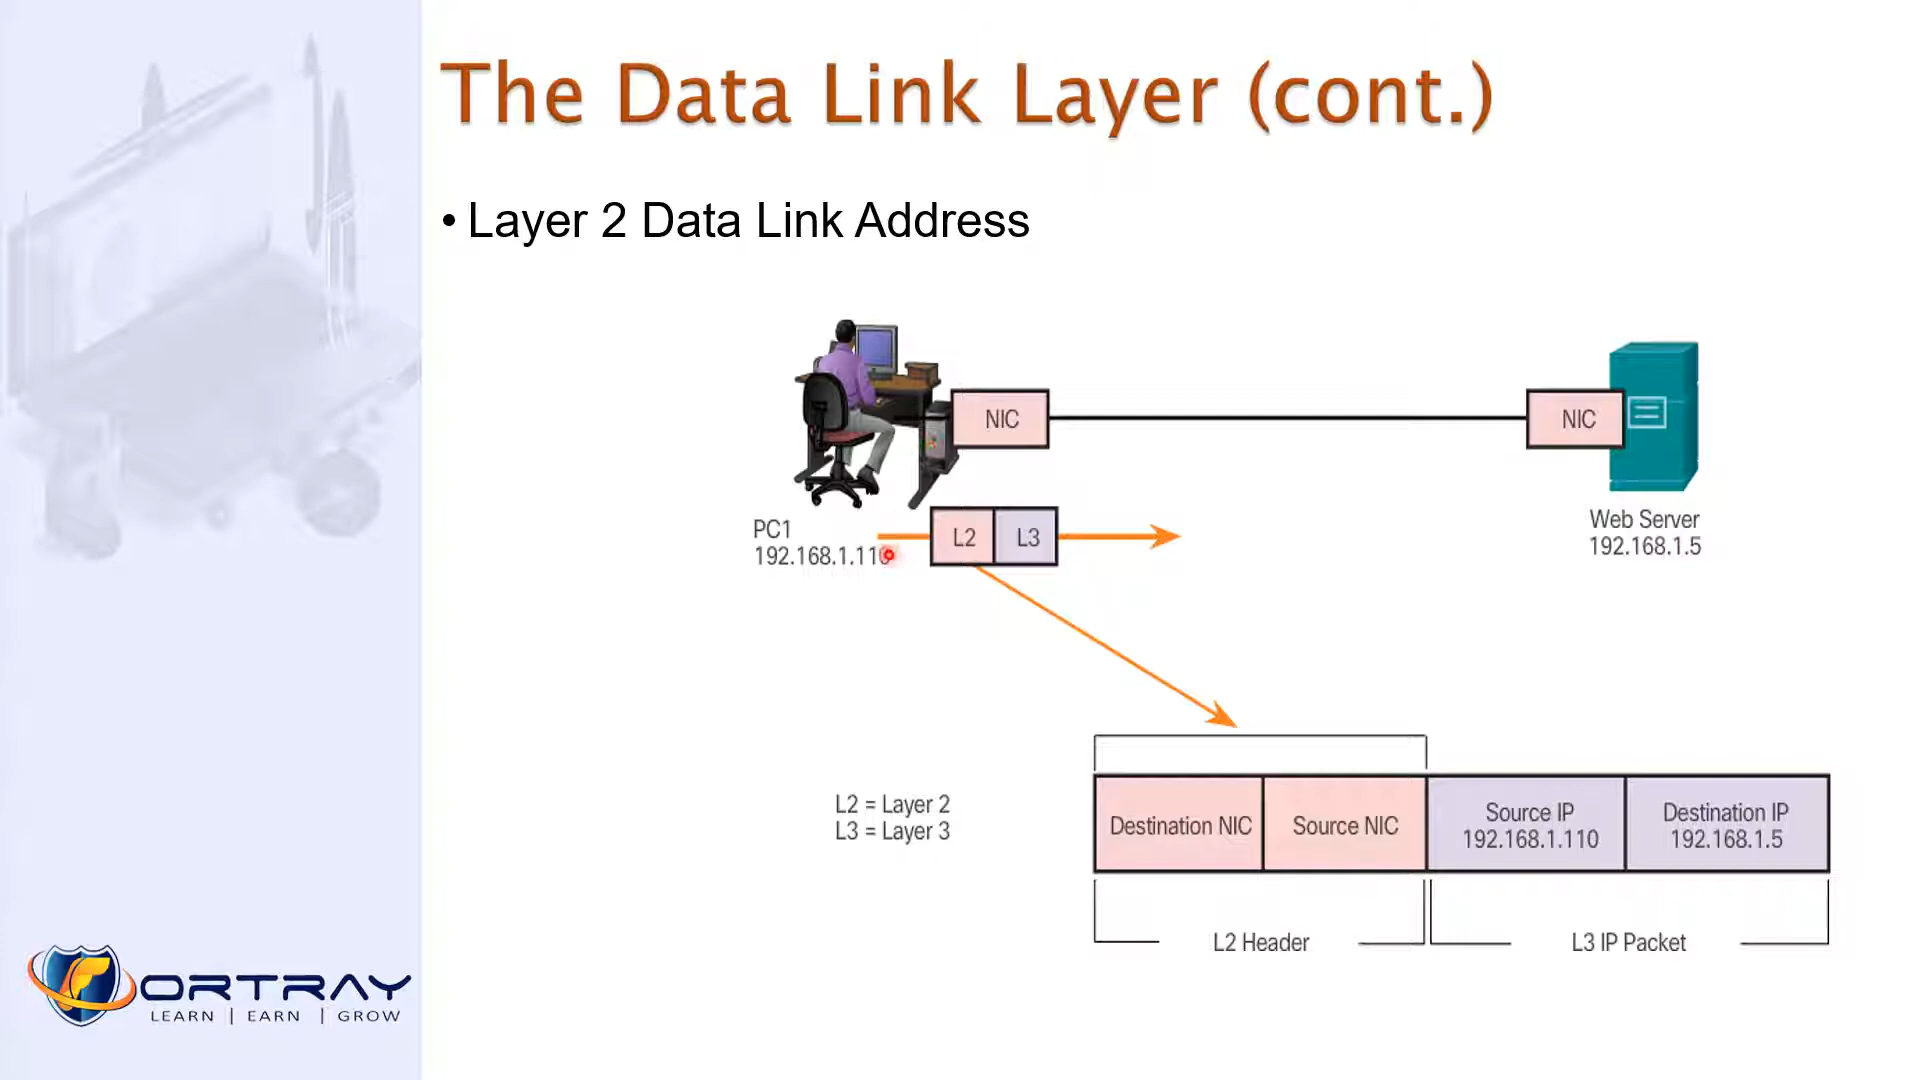 The Data Link Layer (cont.)
• Layer 2 Data Link Address
NIC
NIC
PC1
192.168.1.110
L2
L3
Web Server
192.168.1.5
L2 = Layer 2
L3 = Layer 3
Destination NIC
Source NIC
Source IP
192.168.1.110
Destination IP
192.168.1.5
L2 Header
L3 IP Packet
FORTRAY
LEARN | EARN | GROW